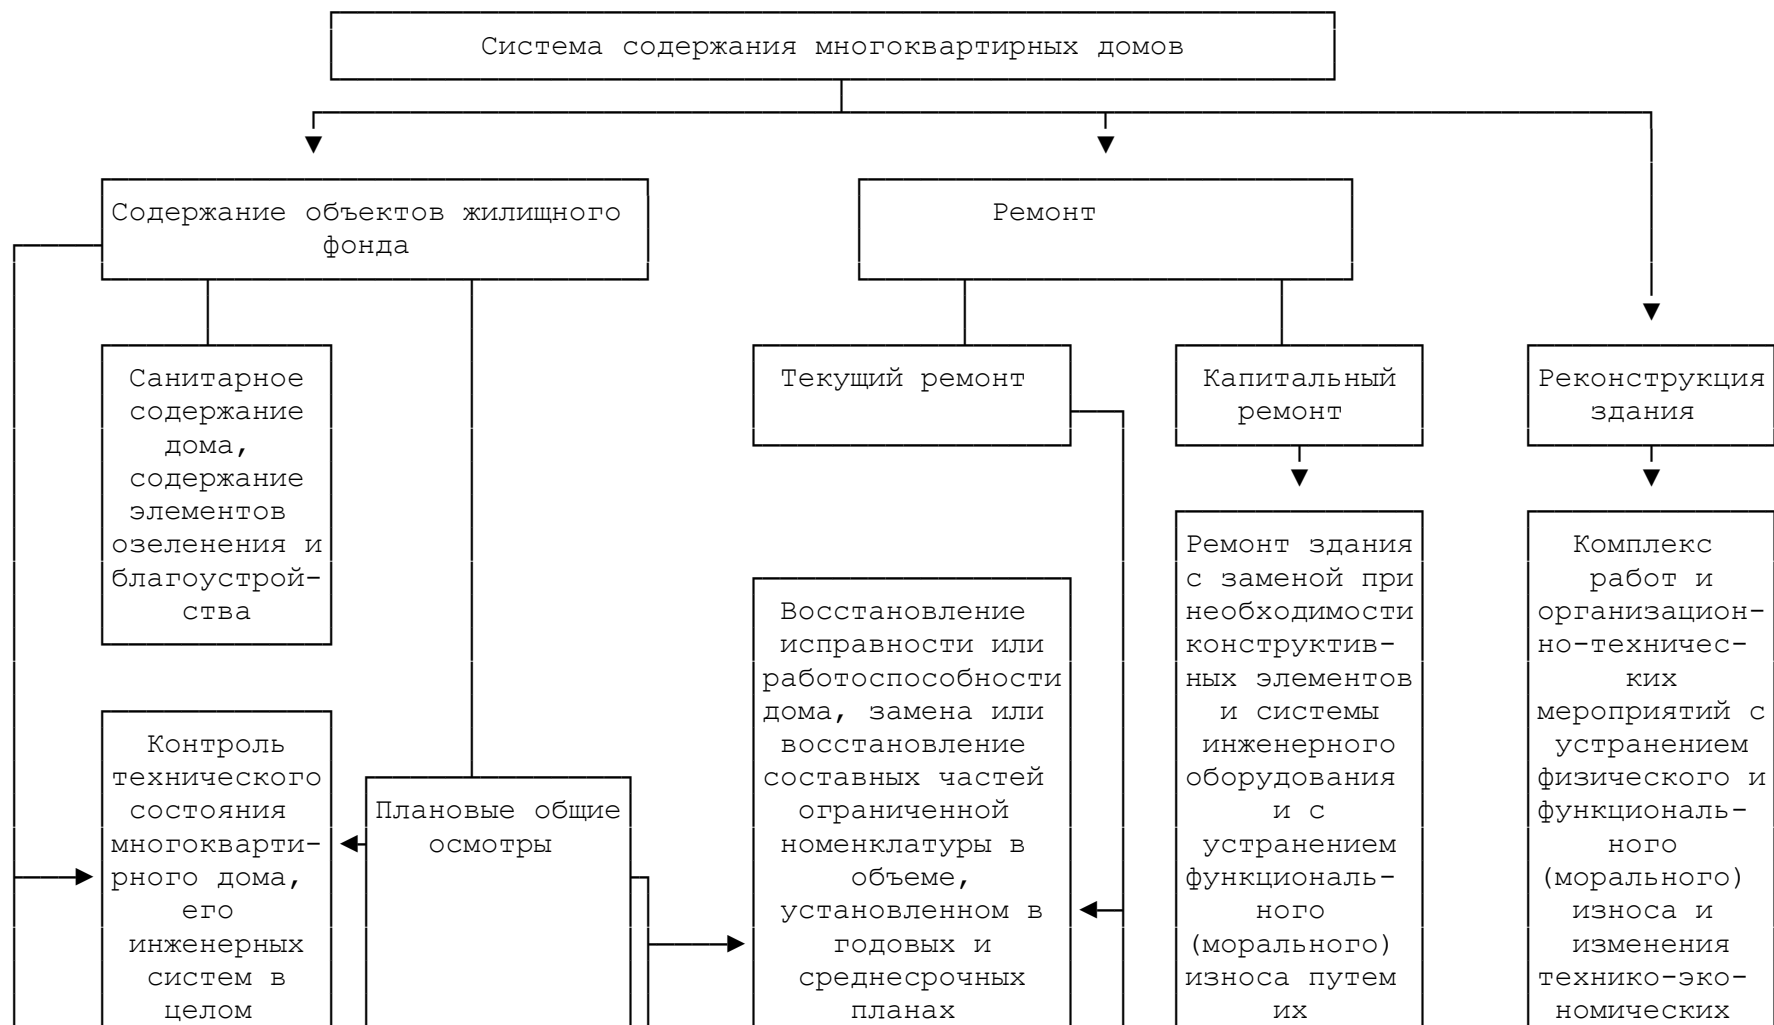 Система содержания многоквартирных домов
Содержание объектов жилищного
фонда
Ремонт
Санитарное
содержание
дома,
содержание
элементов
озеленения и
благоустрой-
ства
Текущий ремонт
Капитальный
ремонт
Реконструкция
здания
Контроль
технического
состояния
многокварти-
рного дома,
его
инженерных
систем в
целом
Плановые общие
осмотры
Восстановление
исправности или
работоспособности
дома, замена или
восстановление
составных частей
ограниченной
номенклатуры в
объеме,
установленном в
годовых и
среднесрочных
планах
Ремонт здания
с заменой при
необходимости
конструктив-
ных элементов
и системы
инженерного
оборудования
и с
устранением
функциональ-
ного
(морального)
износа путем
их
Комплекс
работ и
организацион-
но-техничес-
ких
мероприятий с
устранением
физического и
функциональ-
ного
(морального)
износа и
изменения
технико-эко-
номических